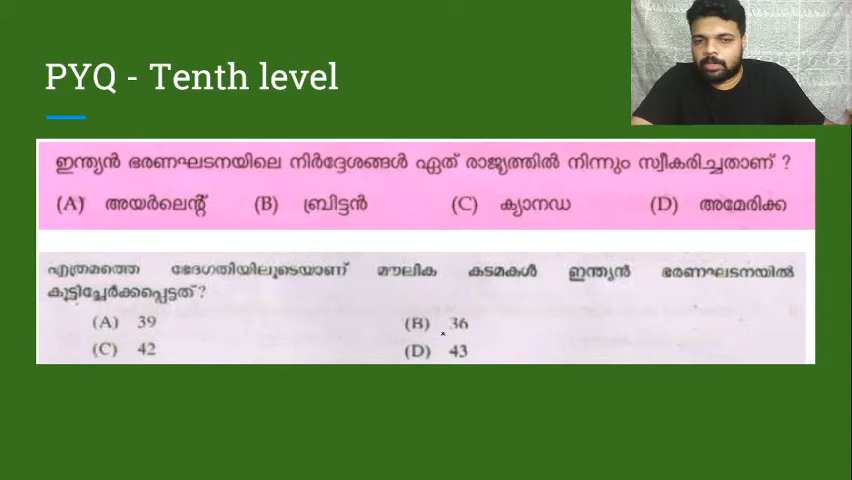 PYQ - Tenth level
ഇന്ത്യൻ ഭരണഘടനയിലെ നിർദ്ദേശങ്ങൾ ഏത് രാജ്യത്തിൽ നിന്നും സ്വീകരിച്ചതാണ് ?
(A) അയർലെന്റ് (B) ബ്രിട്ടൻ (C) ക്യാനഡ (D) അമേരിക്ക
എത്രമത്തെ ഭേദഗതിയിലൂടെയാണ് മൗലിക കടമകൾ ഇന്ത്യൻ ഭരണഘടനയിൽ
കൂട്ടിച്ചേർക്കപ്പെട്ടത് ?
(A) 39 (B) 36
(C) 42 (D) 43